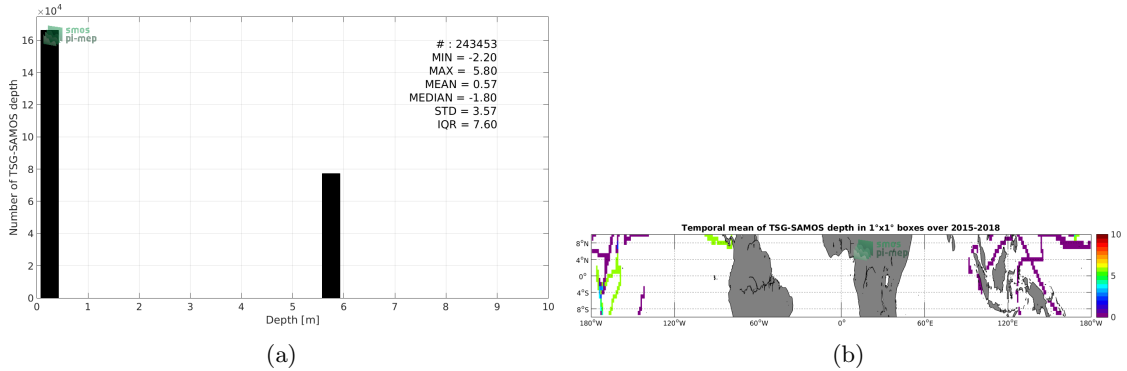 ×10⁴
smos
pi-mep
# : 243453
MIN = -2.20
MAX = 5.80
MEAN = 0.57
MEDIAN = -1.80
STD = 3.57
IQR = 7.60
16
14
12
10
8
6
4
2
0
Number of TSG-SAMOS depth
0 1 2 3 4 5 6 7 8 9 10
Depth [m]
(a)
Temporal mean of TSG-SAMOS depth in 1°x1° boxes over 2015-2018
smos
pi-mep
8°N
4°N
0°
4°S
8°S
180°W 120°W 60°W 0° 60°E 120°E 180°W
10
5
0
(b)